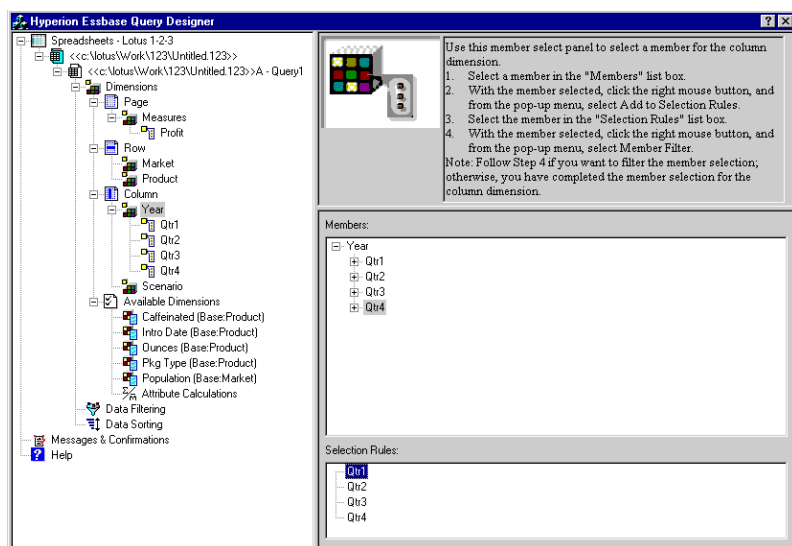 Hyperion Essbase Query Designer
Spreadsheets - Lotus 1-2-3
<<c:\lotus\Work\123\Untitled.123>>
<<c:\lotus\Work\123\Untitled.123>>A - Query1
Dimensions
Page
Measures
Profit
Row
Market
Product
Column
Year
Qtr1
Qtr2
Qtr3
Qtr4
Scenario
Available Dimensions
Caffeinated (Base:Product)
Intro Date (Base:Product)
Ounces (Base:Product)
Pkg Type (Base:Product)
Population (Base:Market)
Attribute Calculations
Data Filtering
Data Sorting
Messages & Confirmations
Help
Use this member select panel to select a member for the column
dimension.
1. Select a member in the "Members" list box.
2. With the member selected, click the right mouse button, and
from the pop-up menu, select Add to Selection Rules.
3. Select the member in the "Selection Rules" list box.
4. With the member selected, click the right mouse button, and
from the pop-up menu, select Member Filter.
Note: Follow Step 4 if you want to filter the member selection;
otherwise, you have completed the member selection for the
column dimension.
Members:
Year
Qtr1
Qtr2
Qtr3
Qtr4
Selection Rules:
Qtr1
Qtr2
Qtr3
Qtr4